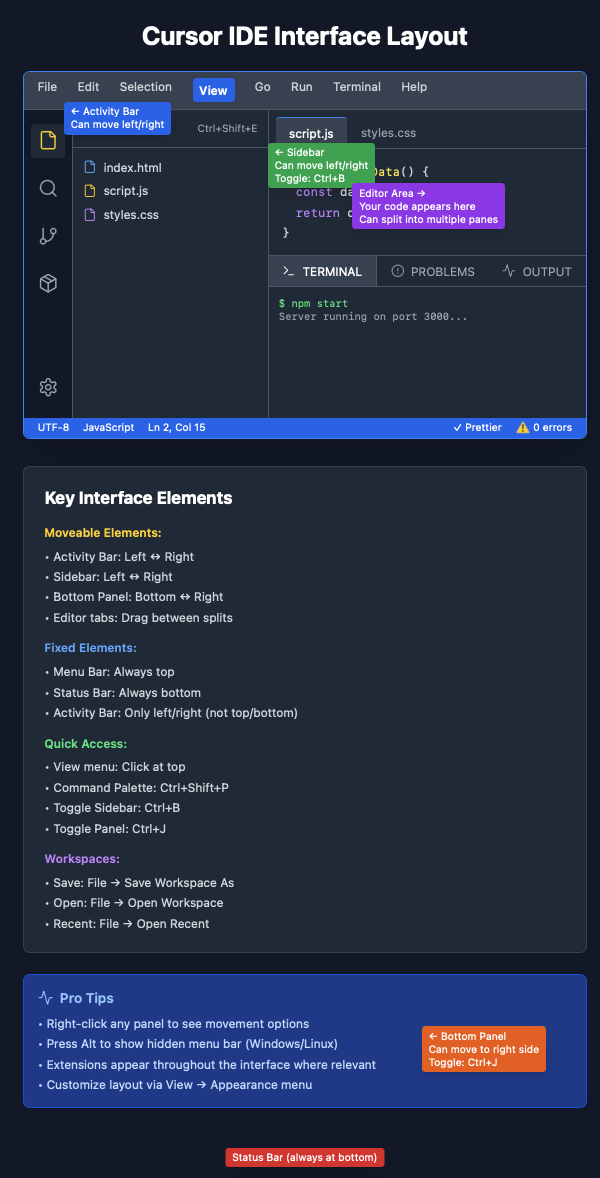 Cursor IDE Interface Layout
File Edit Selection View Go Run Terminal Help
← Activity Bar
Can move left/right
Ctrl+Shift+E
index.html
script.js
styles.css
script.js styles.css
← Sidebar
Can move left/right
Toggle: Ctrl+B
Data() {
const da
return
}
Editor Area →
Your code appears here
Can split into multiple panes
TERMINAL PROBLEMS OUTPUT
$ npm start
Server running on port 3000...
UTF-8 JavaScript Ln 2, Col 15 ✓ Prettier ⚠️ 0 errors
Key Interface Elements
Moveable Elements:
• Activity Bar: Left ↔ Right
• Sidebar: Left ↔ Right
• Bottom Panel: Bottom ↔ Right
• Editor tabs: Drag between splits
Fixed Elements:
• Menu Bar: Always top
• Status Bar: Always bottom
• Activity Bar: Only left/right (not top/bottom)
Quick Access:
• View menu: Click at top
• Command Palette: Ctrl+Shift+P
• Toggle Sidebar: Ctrl+B
• Toggle Panel: Ctrl+J
Workspaces:
• Save: File → Save Workspace As
• Open: File → Open Workspace
• Recent: File → Open Recent
Pro Tips
• Right-click any panel to see movement options
• Press Alt to show hidden menu bar (Windows/Linux)
• Extensions appear throughout the interface where relevant
• Customize layout via View → Appearance menu
← Bottom Panel
Can move to right side
Toggle: Ctrl+J
Status Bar (always at bottom)